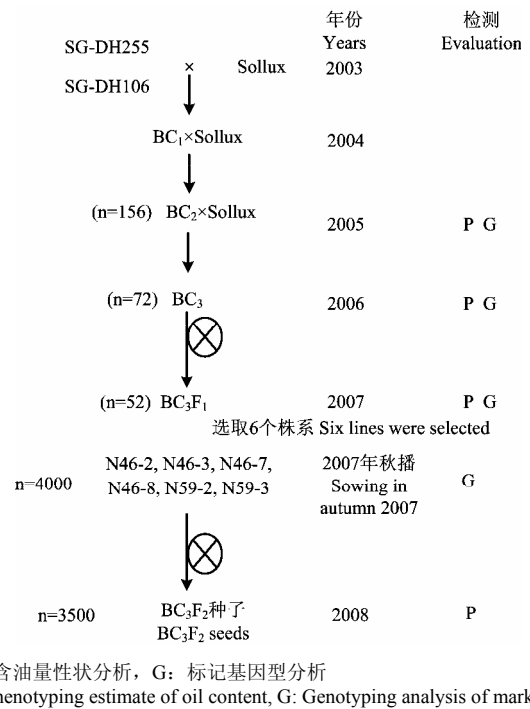 年份 检测
Years Evaluation
SG-DH255
× Sollux 2003
SG-DH106
BC₁×Sollux 2004
(n=156) BC₂×Sollux 2005 P G
(n=72) BC₃ 2006 P G
(n=52) BC₃F₁ 2007 P G
选取6个株系 Six lines were selected
N46-2, N46-3, N46-7, 2007年秋播
n=4000 N46-8, N59-2, N59-3 Sowing in G
autumn 2007
n=3500 BC₃F₂种了 2008 P
BC₃F₂ seeds
含油量性状分析，G：标记基因型分析
henotyping estimate of oil content, G: Genotyping analysis of mark